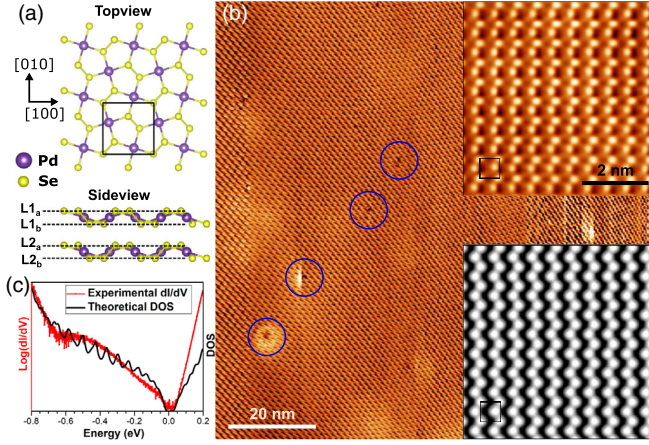 (a)
Topview
[010]
[100]
Pd
Se
Sideview
L1a
L1b
L2a
L2b
(c)
Experimental dI/dV
Theoretical DOS
Log(dI/dV)
DOS
-0.8 -0.6 -0.4 -0.2 0.0 0.2
Energy (eV)
(b)
20 nm
2 nm